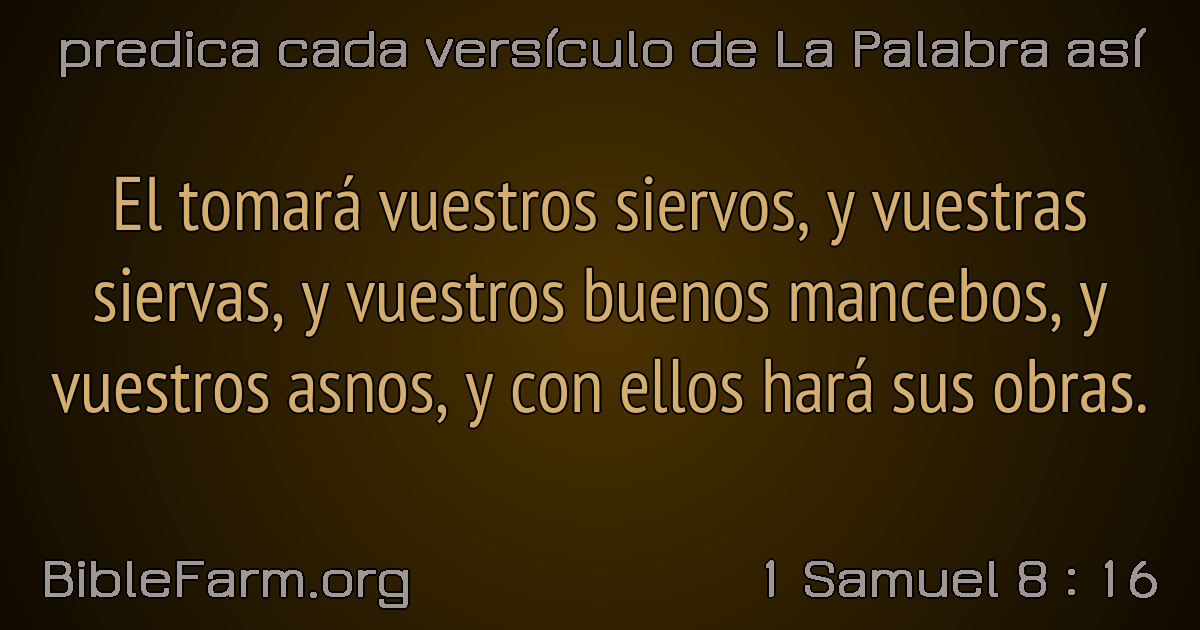 predica cada versículo de La Palabra así
El tomará vuestros siervos, y vuestras
siervas, y vuestros buenos mancebos, y
vuestros asnos, y con ellos hará sus obras.
BibleFarm.org
1 Samuel 8 : 16